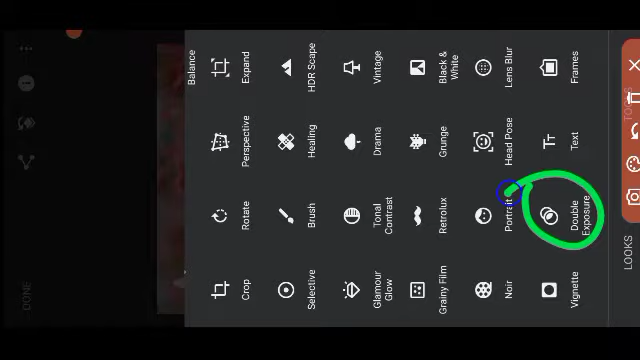 DONE
Balance
Crop
Rotate
Perspective
Expand
Selective
Brush
Healing
HDR Scape
Glamour
Glow
Tonal
Contrast
Drama
Vintage
Grainy Film
Retrolux
Grunge
Black &
White
Noir
Portrait
Head Pose
Lens Blur
Vignette
Double
Exposure
Text
Frames
LOOKS